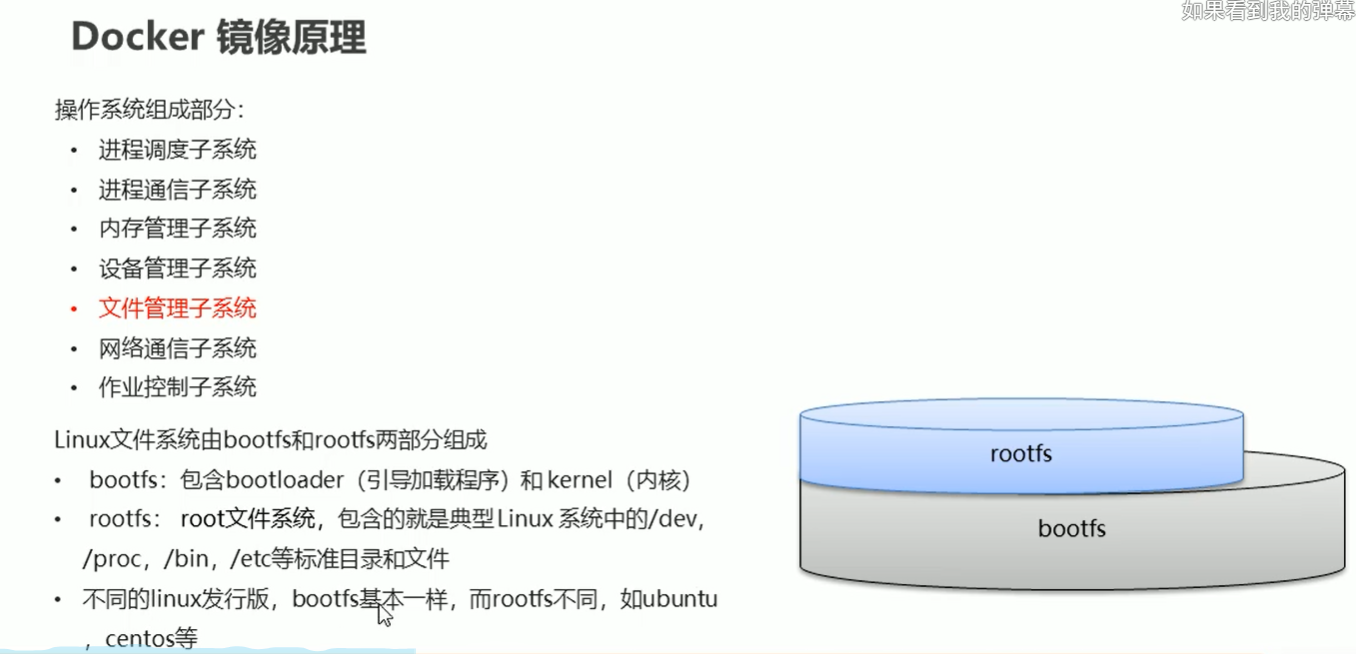 如果看到我的弹幕
Docker 镜像原理
操作系统组成部分：
• 进程调度子系统
• 进程通信子系统
• 内存管理子系统
• 设备管理子系统
• 文件管理子系统
• 网络通信子系统
• 作业控制子系统
Linux文件系统由bootfs和rootfs两部分组成
• bootfs：包含bootloader（引导加载程序）和 kernel（内核）
• rootfs： root文件系统，包含的就是典型 Linux 系统中的/dev，
/proc，/bin，/etc等标准目录和文件
• 不同的linux发行版，bootfs基本一样，而rootfs不同，如ubuntu
，centos等
rootfs
bootfs